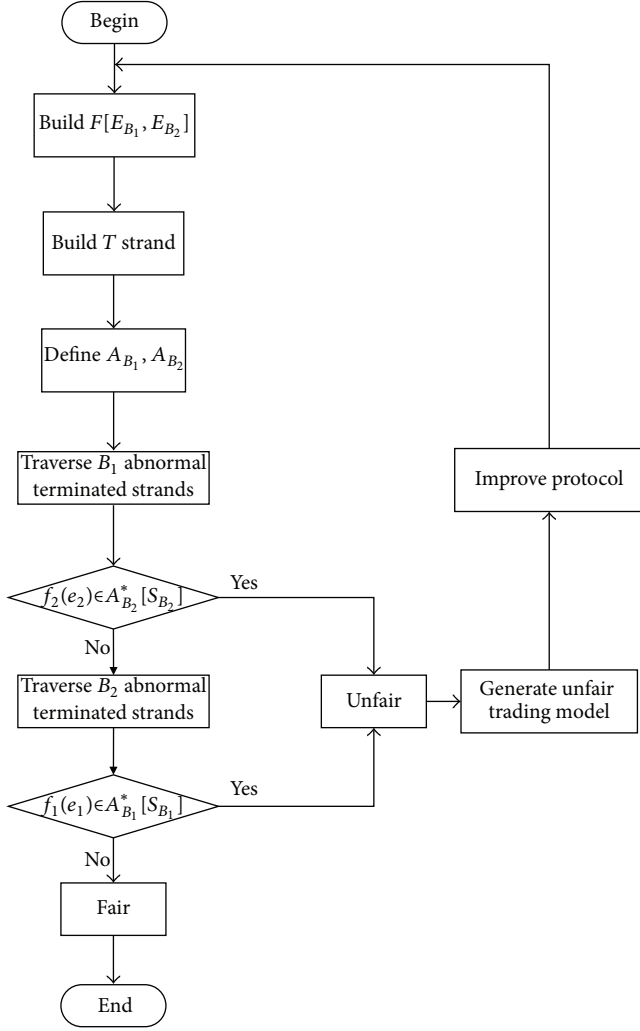 Begin
Build F[E_{B_1}, E_{B_2}]
Build T strand
Define A_{B_1}, A_{B_2}
Traverse B_1 abnormal
terminated strands
f_2(e_2)∈A^*_{B_2}[S_{B_2}]
Yes
No
Traverse B_2 abnormal
terminated strands
f_1(e_1)∈A^*_{B_1}[S_{B_1}]
Yes
No
Fair
End
Unfair
Generate unfair
trading model
Improve protocol